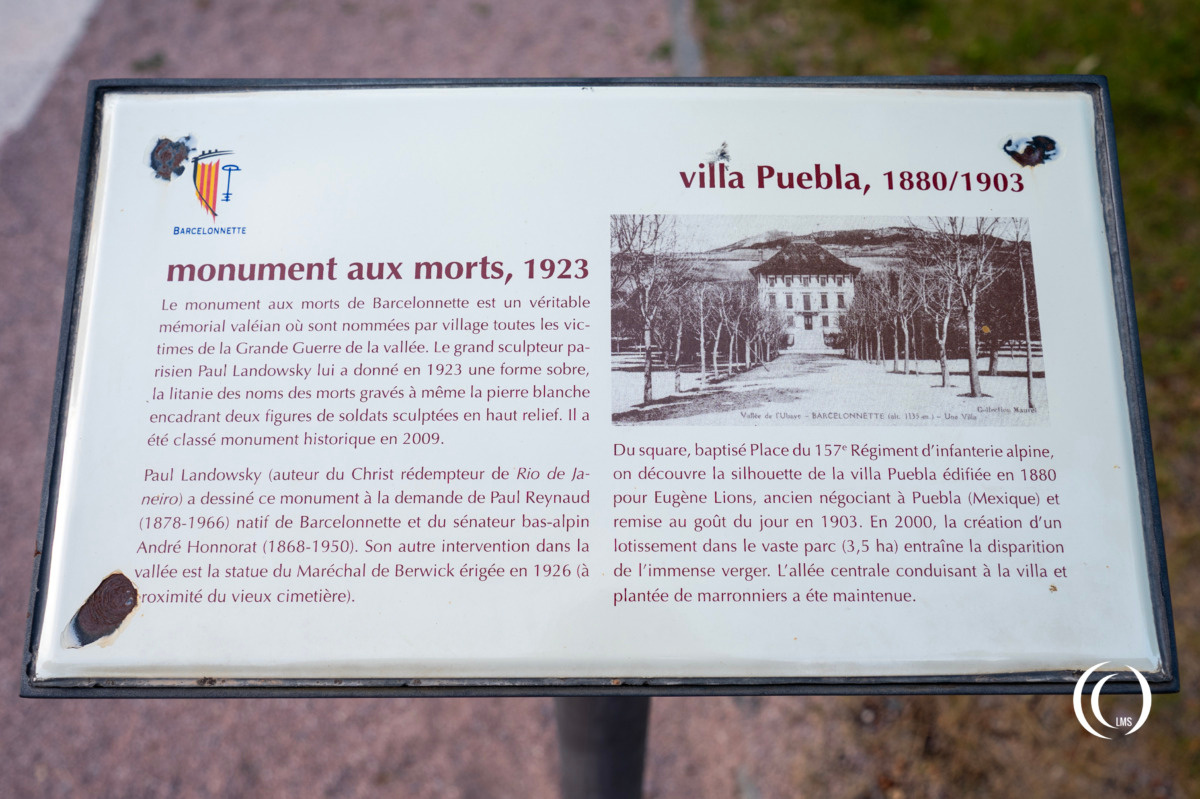 BARCELONNETTE
monument aux morts, 1923
Le monument aux morts de Barcelonnette est un véritable
mémorial valéian où sont nommées par village toutes les vic-
times de la Grande Guerre de la vallée. Le grand sculpteur pa-
risien Paul Landowsky lui a donné en 1923 une forme sobre,
la litanie des noms des morts gravés à même la pierre blanche
encadrant deux figures de soldats sculptées en haut relief. Il a
été classé monument historique en 2009.
Paul Landowsky (auteur du Christ rédempteur de Rio de Ja-
neiro) a dessiné ce monument à la demande de Paul Reynaud
(1878-1966) natif de Barcelonnette et du sénateur bas-alpin
André Honnorat (1868-1950). Son autre intervention dans la
vallée est la statue du Maréchal de Berwick érigée en 1926 (à
proximité du vieux cimetière).
villa Puebla, 1880/1903
Vallée de l'Ubaye - BARCELONNETTE (alt. 1135 m.) - Une Villa
Collection Maurel
Du square, baptisé Place du 157e Régiment d'infanterie alpine,
on découvre la silhouette de la villa Puebla édifiée en 1880
pour Eugène Lions, ancien négociant à Puebla (Mexique) et
remise au goût du jour en 1903. En 2000, la création d'un
lotissement dans le vaste parc (3,5 ha) entraîne la disparition
de l'immense verger. L'allée centrale conduisant à la villa et
plantée de marronniers a éte maintenue.
LMS